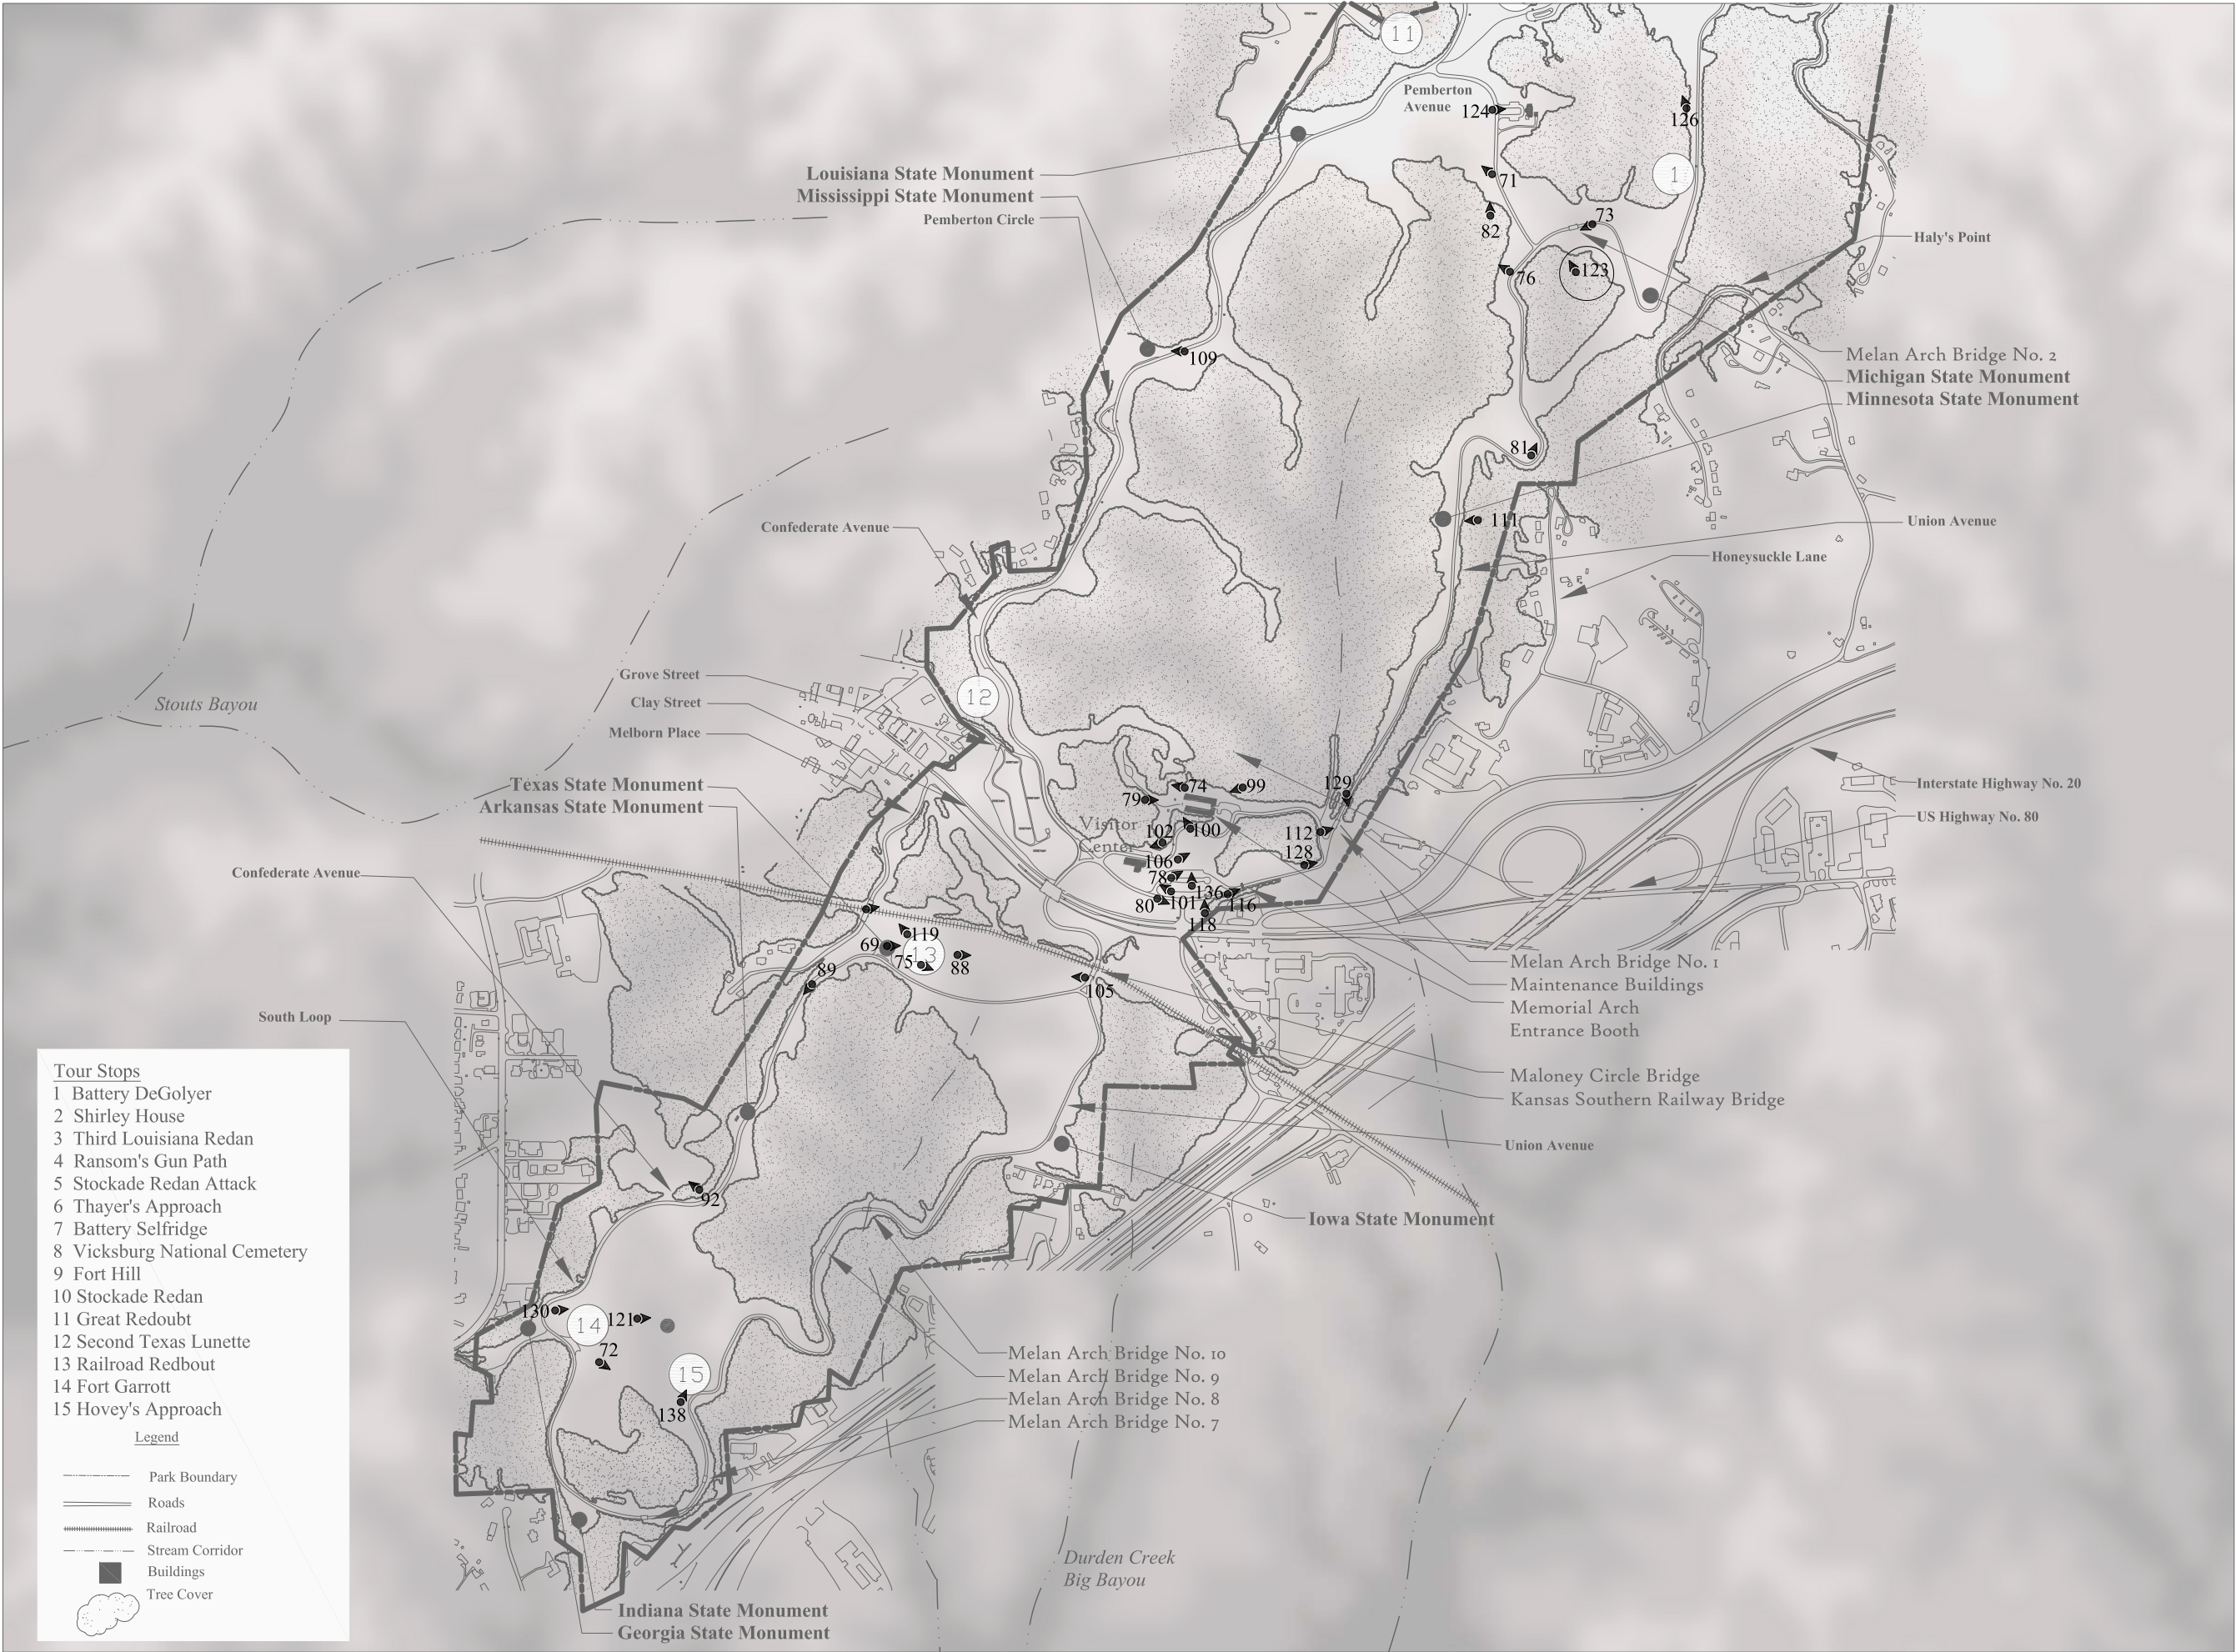 11
Pemberton
Avenue
124
126
Louisiana State Monument
Mississippi State Monument
Pemberton Circle
71
1
82
73
Haly's Point
76
123
109
Melan Arch Bridge No. 2
Michigan State Monument
Minnesota State Monument
81
Confederate Avenue
111
Union Avenue
Honeysuckle Lane
Grove Street
Clay Street
Melborn Place
Stouts Bayou
12
Texas State Monument
Arkansas State Monument
79
74
99
129
Interstate Highway No. 20
US Highway No. 80
Visitor
Center
102
100
112
128
106
78
80
101
136
116
118
Confederate Avenue
69
119
13
75
88
89
105
Melan Arch Bridge No. 1
Maintenance Buildings
Memorial Arch
Entrance Booth
South Loop
Maloney Circle Bridge
Kansas Southern Railway Bridge
Union Avenue
92
Iowa State Monument
130
14
121
72
15
138
Melan Arch Bridge No. 10
Melan Arch Bridge No. 9
Melan Arch Bridge No. 8
Melan Arch Bridge No. 7
Durden Creek
Big Bayou
Indiana State Monument
Georgia State Monument
Tour Stops
1 Battery DeGolyer
2 Shirley House
3 Third Louisiana Redan
4 Ransom's Gun Path
5 Stockade Redan Attack
6 Thayer's Approach
7 Battery Selfridge
8 Vicksburg National Cemetery
9 Fort Hill
10 Stockade Redan
11 Great Redoubt
12 Second Texas Lunette
13 Railroad Redbout
14 Fort Garrott
15 Hovey's Approach
Legend
Park Boundary
Roads
Railroad
Stream Corridor
Buildings
Tree Cover